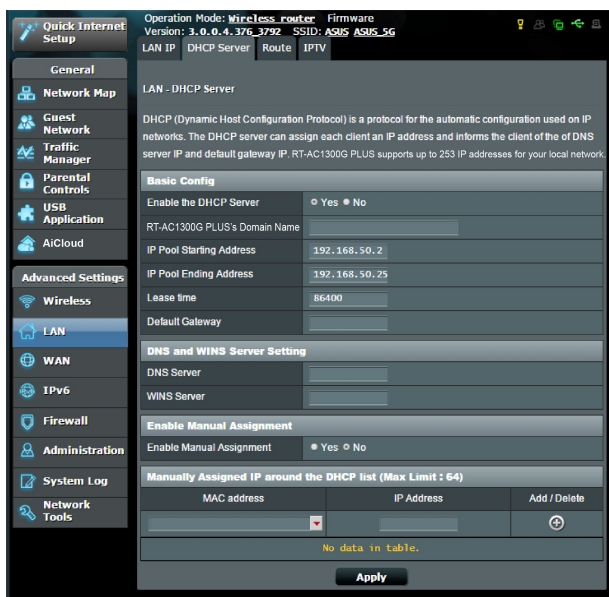 Quick Internet Setup
Operation Mode: Wireless router Firmware
Version: 3.0.0.4.376_3792 SSID: ASUS ASUS_5G
LAN IP DHCP Server Route IPTV
General
Network Map
Guest Network
Traffic Manager
Parental Controls
USB Application
AiCloud
Advanced Settings
Wireless
LAN
WAN
IPv6
Firewall
Administration
System Log
Network Tools
LAN - DHCP Server
DHCP (Dynamic Host Configuration Protocol) is a protocol for the automatic configuration used on IP
networks. The DHCP server can assign each client an IP address and informs the client of the of DNS
server IP and default gateway IP. RT-AC1300G PLUS supports up to 253 IP addresses for your local network.
Basic Config
Enable the DHCP Server Yes No
RT-AC1300G PLUS's Domain Name
IP Pool Starting Address 192.168.50.2
IP Pool Ending Address 192.168.50.25
Lease time 86400
Default Gateway
DNS and WINS Server Setting
DNS Server
WINS Server
Enable Manual Assignment
Enable Manual Assignment Yes No
Manually Assigned IP around the DHCP list (Max Limit : 64)
MAC address IP Address Add / Delete
No data in table.
Apply